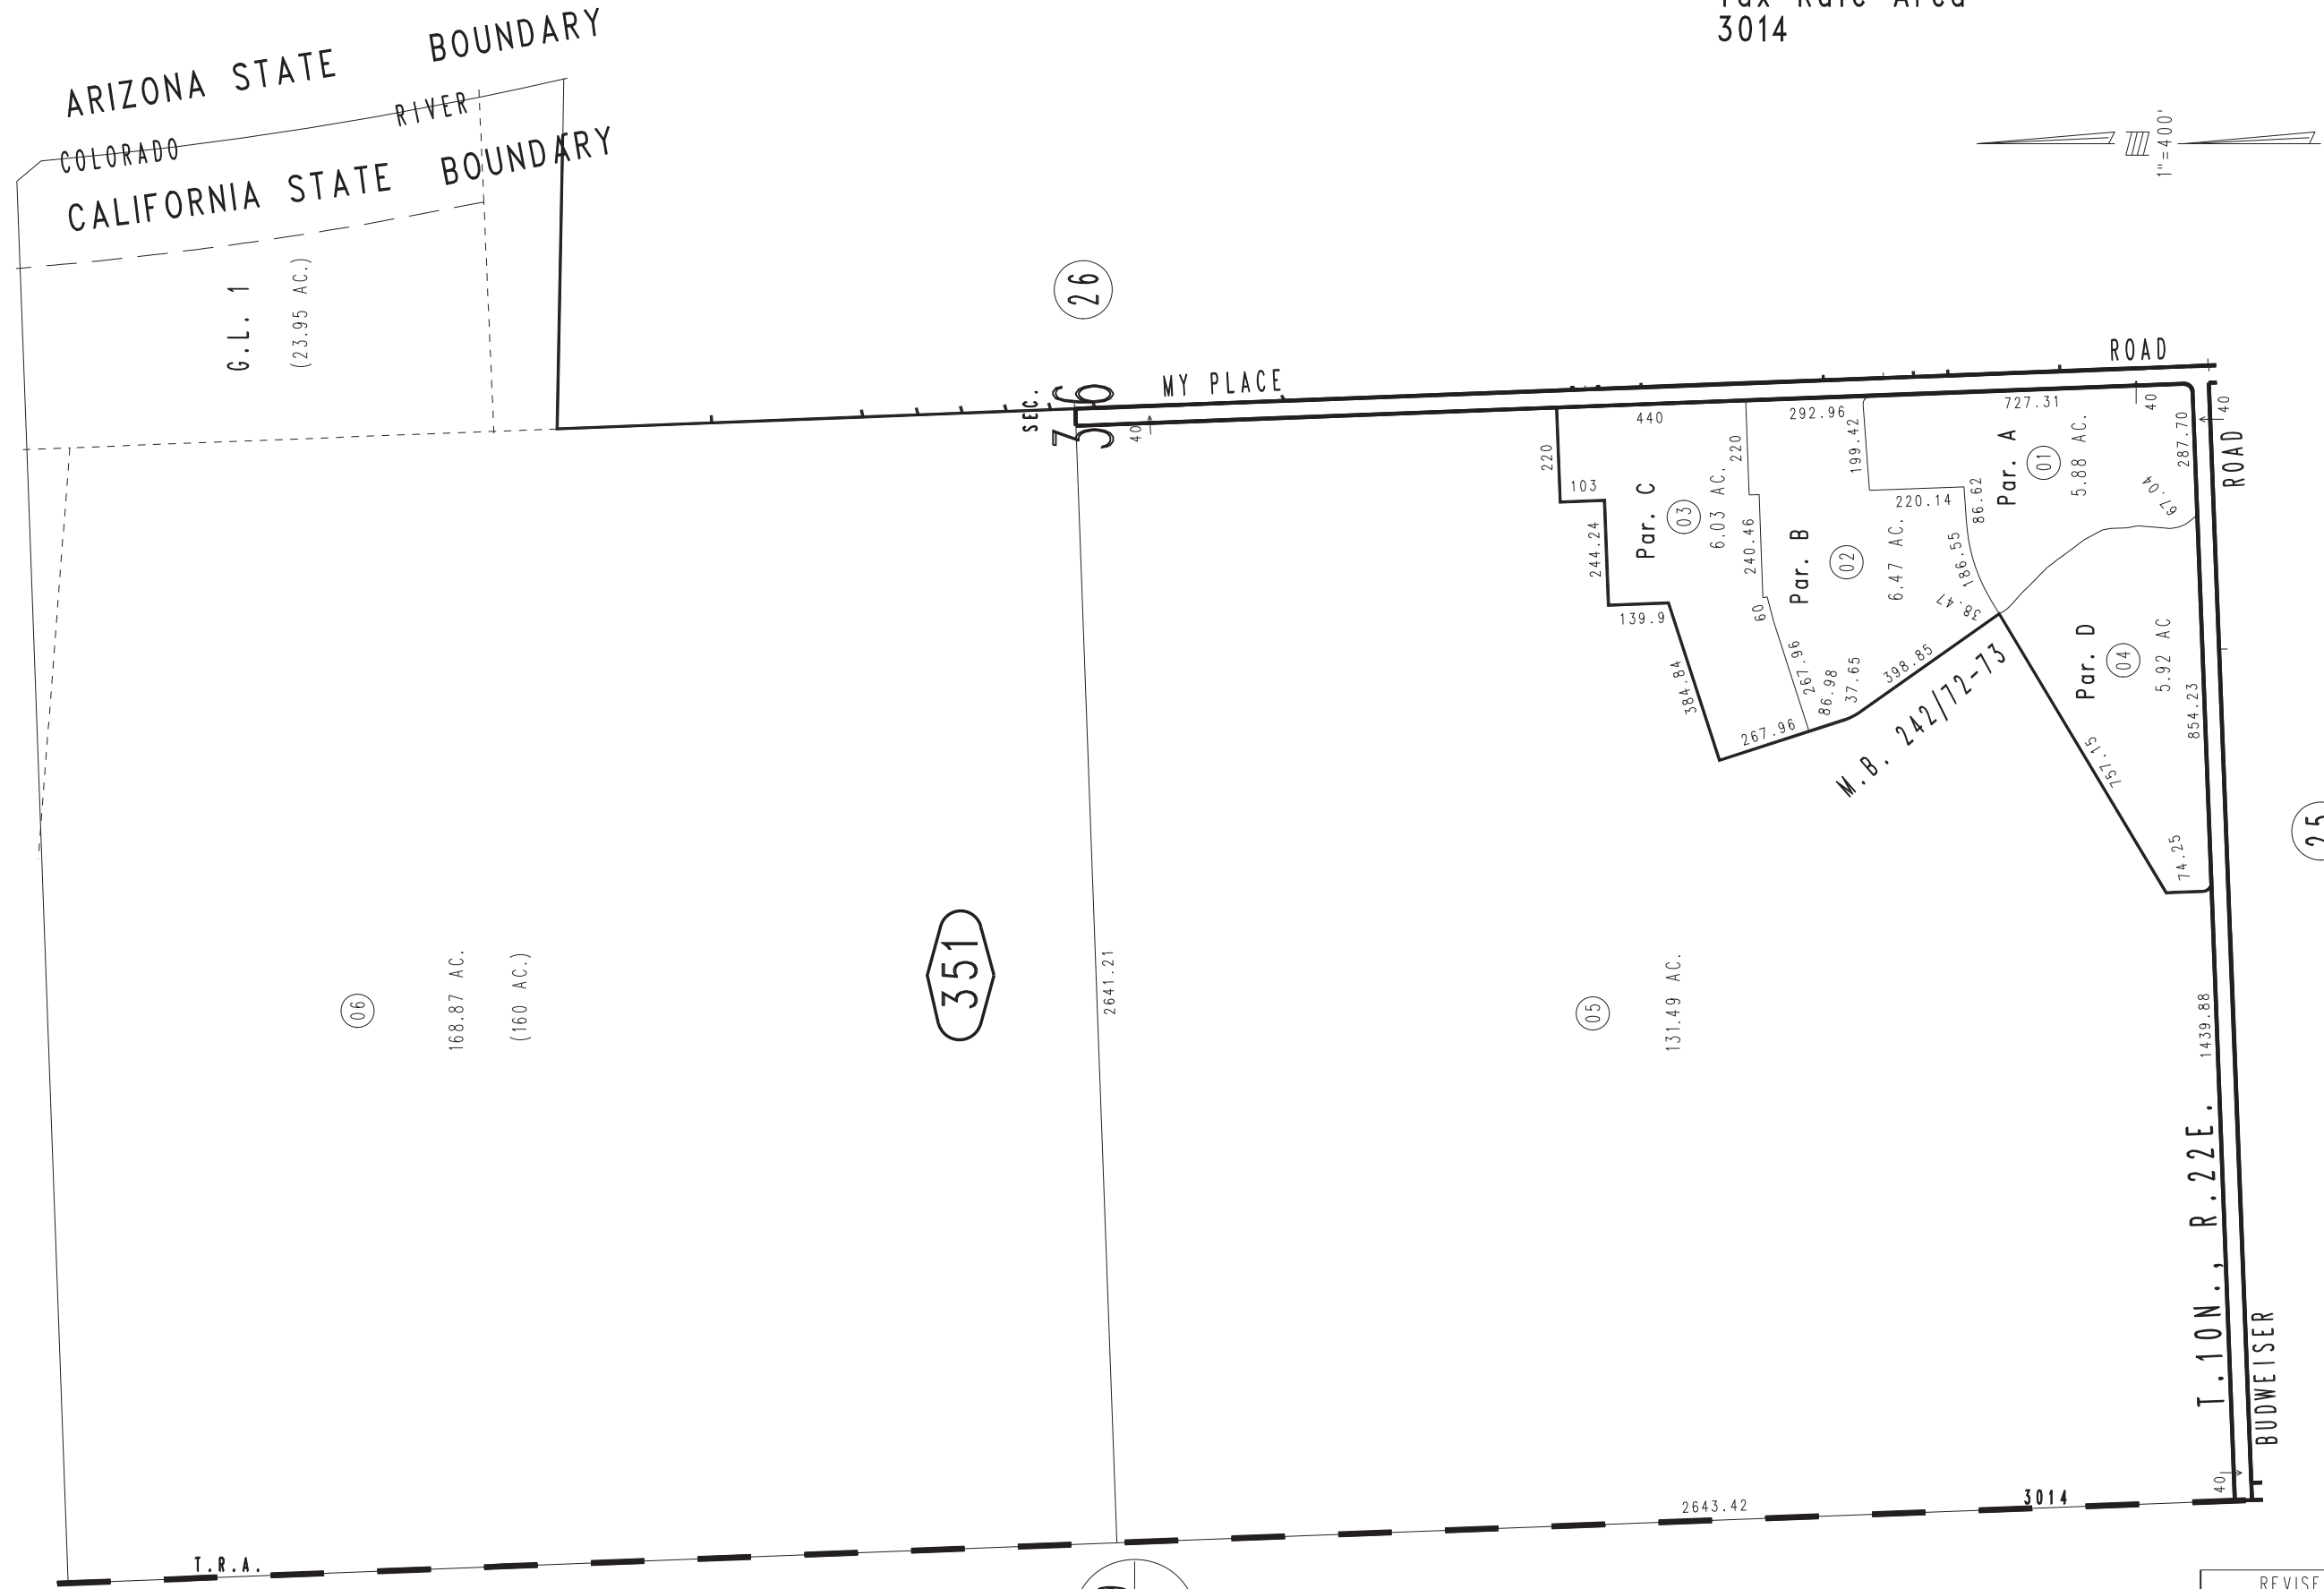 3014
ARIZONA STATE BOUNDARY
COLORADO RIVER
CALIFORNIA STATE BOUNDARY
1"=400'
G.L. 1
(23.95 AC.)
26
SEC.
36
MY PLACE ROAD
40
440
292.96
727.31
40
40
ROAD
220
103
244.24
139.9
384.84
267.96
Par. C
03
6.03 AC.
220
240.46
60
267.96
86.98
37.65
398.85
Par. B
02
6.47 AC.
199.42
220.14
86.62
186.55
38.47
Par. A
01
5.88 AC.
287.70
67.04
Par. D
04
5.92 AC
854.23
757.15
74.25
M.B. 242/72-73
25
06
168.87 AC.
(160 AC.)
351
2641.21
05
131.49 AC.
1439.88
T.10N., R.22E.
BUDWEISER
40
2643.42
3014
T.R.A.
REVISE